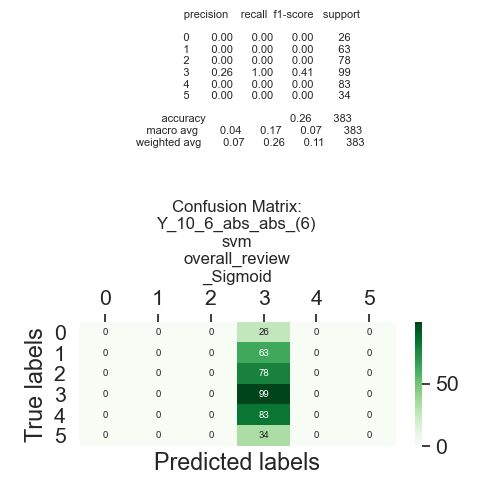 precision recall f1-score support
0 0.00 0.00 0.00 26
1 0.00 0.00 0.00 63
2 0.00 0.00 0.00 78
3 0.26 1.00 0.41 99
4 0.00 0.00 0.00 83
5 0.00 0.00 0.00 34
accuracy 0.26 383
macro avg 0.04 0.17 0.07 383
weighted avg 0.07 0.26 0.11 383
Confusion Matrix:
Y_10_6_abs_abs_(6)
svm
overall_review
_Sigmoid
0 1 2 3 4 5
0 0 0 0 26 0 0
1 0 0 0 63 0 0
2 0 0 0 78 0 0
3 0 0 0 99 0 0
4 0 0 0 83 0 0
5 0 0 0 34 0 0
True labels
Predicted labels
50
0